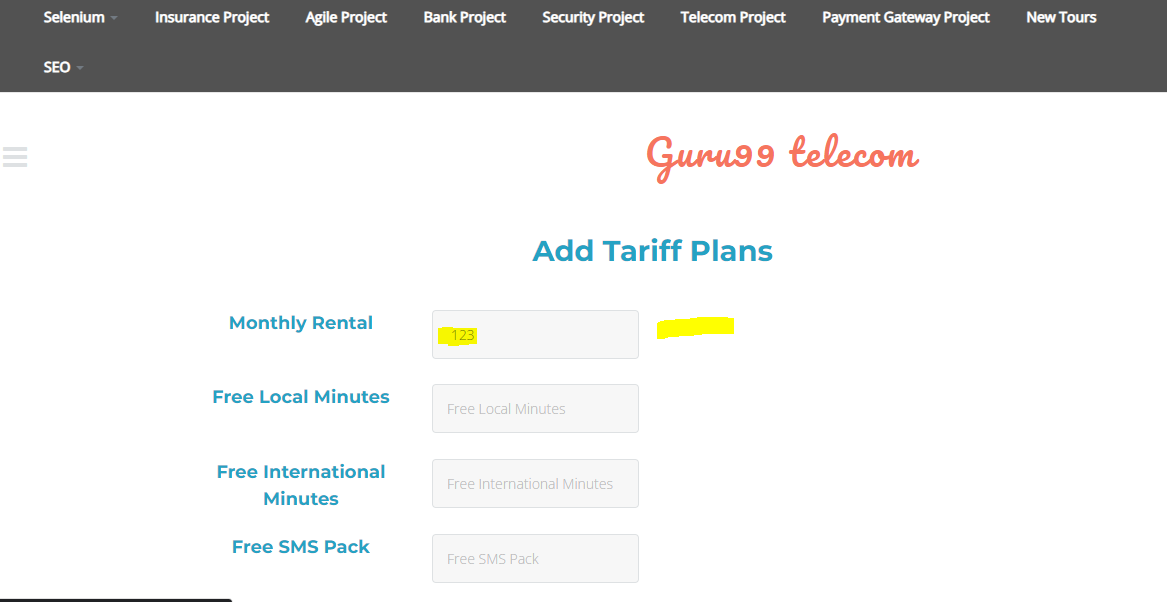 Selenium Insurance Project Agile Project Bank Project Security Project Telecom Project Payment Gateway Project New Tours
SEO
Guru99 telecom
Add Tariff Plans
Monthly Rental 123
Free Local Minutes Free Local Minutes
Free International
Minutes
Free International Minutes
Free SMS Pack Free SMS Pack